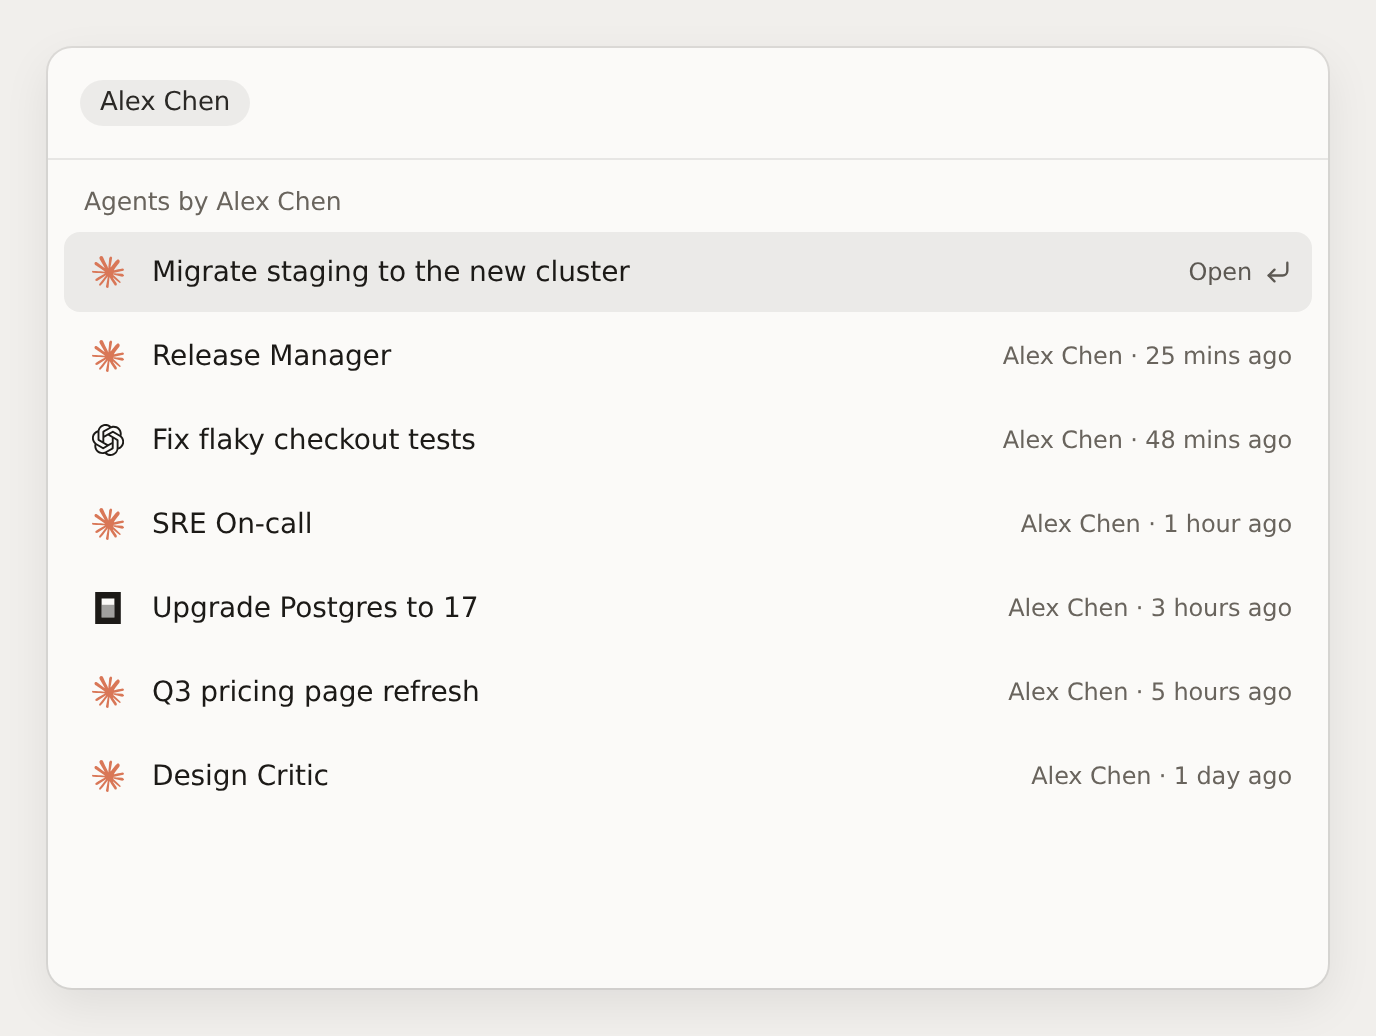 Alex Chen
Agents by Alex Chen
Migrate staging to the new cluster Open
Release Manager Alex Chen · 25 mins ago
Fix flaky checkout tests Alex Chen · 48 mins ago
SRE On-call Alex Chen · 1 hour ago
Upgrade Postgres to 17 Alex Chen · 3 hours ago
Q3 pricing page refresh Alex Chen · 5 hours ago
Design Critic Alex Chen · 1 day ago